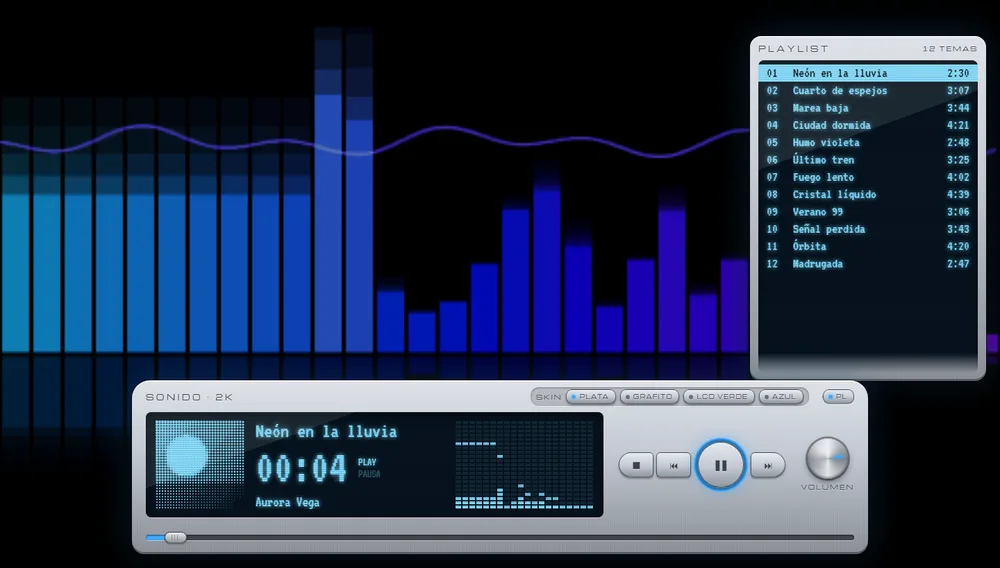 PLAYLIST 12 TEMAS
01 Neón en la lluvia 2:30
02 Cuarto de espejos 3:07
03 Marea baja 3:44
04 Ciudad dormida 4:21
05 Humo violeta 2:48
06 Último tren 3:25
07 Fuego lento 4:02
08 Cristal líquido 4:39
09 Verano 99 3:06
10 Señal perdida 3:43
11 Órbita 4:20
12 Madrugada 2:47
SONIDO · 2K SKIN PLATA GRAFITO LCD VERDE AZUL PL
Neón en la lluvia
00:04 PLAY
PAUSA
Aurora Vega
VOLUMEN